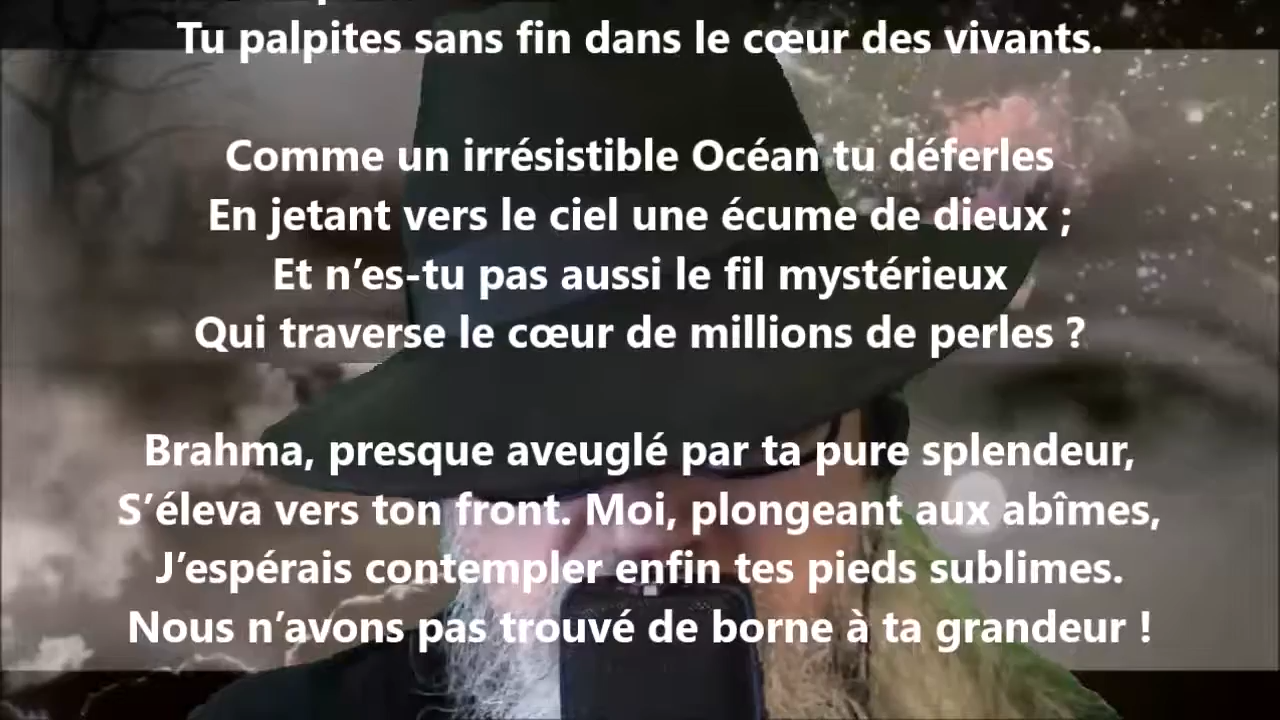 Tu palpites sans fin dans le cœur des vivants.
Comme un irrésistible Océan tu déferles
En jetant vers le ciel une écume de dieux ;
Et n’es-tu pas aussi le fil mystérieux
Qui traverse le cœur de millions de perles ?
Brahma, presque aveuglé par ta pure splendeur,
S’éleva vers ton front. Moi, plongeant aux abîmes,
J’espérais contempler enfin tes pieds sublimes.
Nous n’avons pas trouvé de borne à ta grandeur !